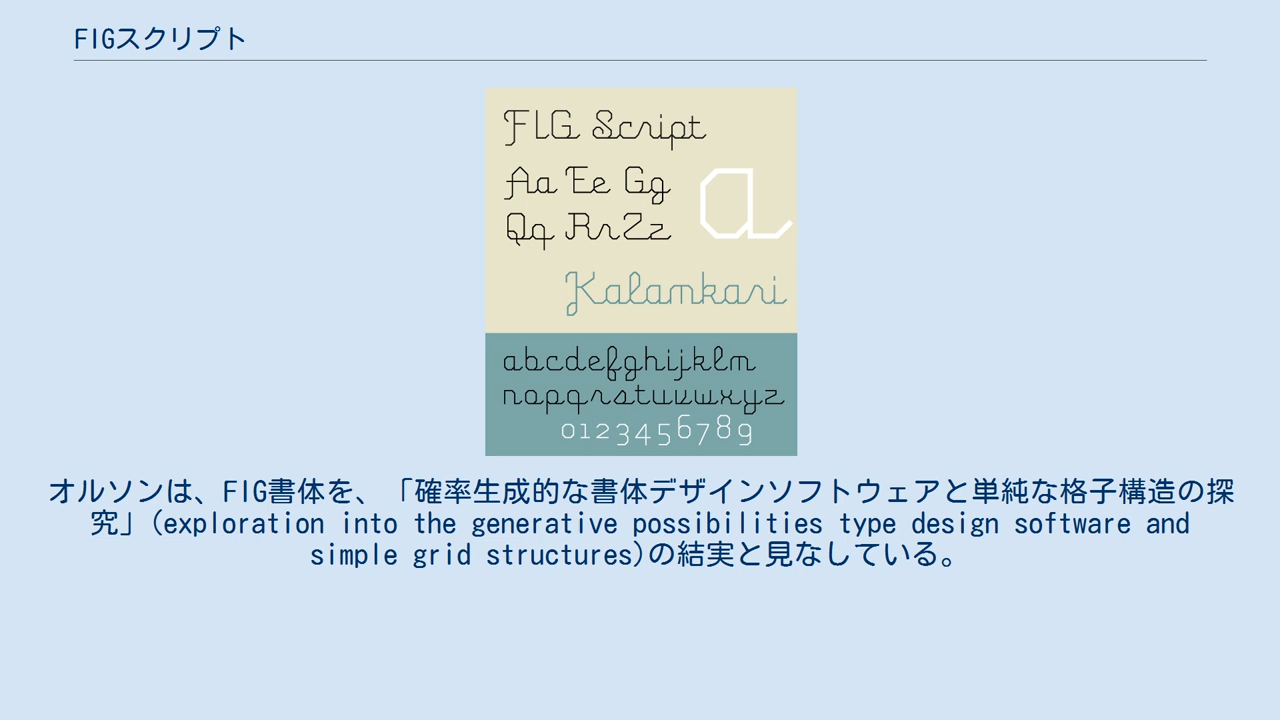 FIGスクリプト
FIG Script
Aa Ee Gg
Qq Rr Zz
a
Kalamkari
abcdefghijklm
nopqrstuvwxyz
0123456789
オルソンは、FIG書体を、「確率生成的な書体デザインソフトウェアと単純な格子構造の探
究」(exploration into the generative possibilities type design software and
simple grid structures)の結実と見なしている。